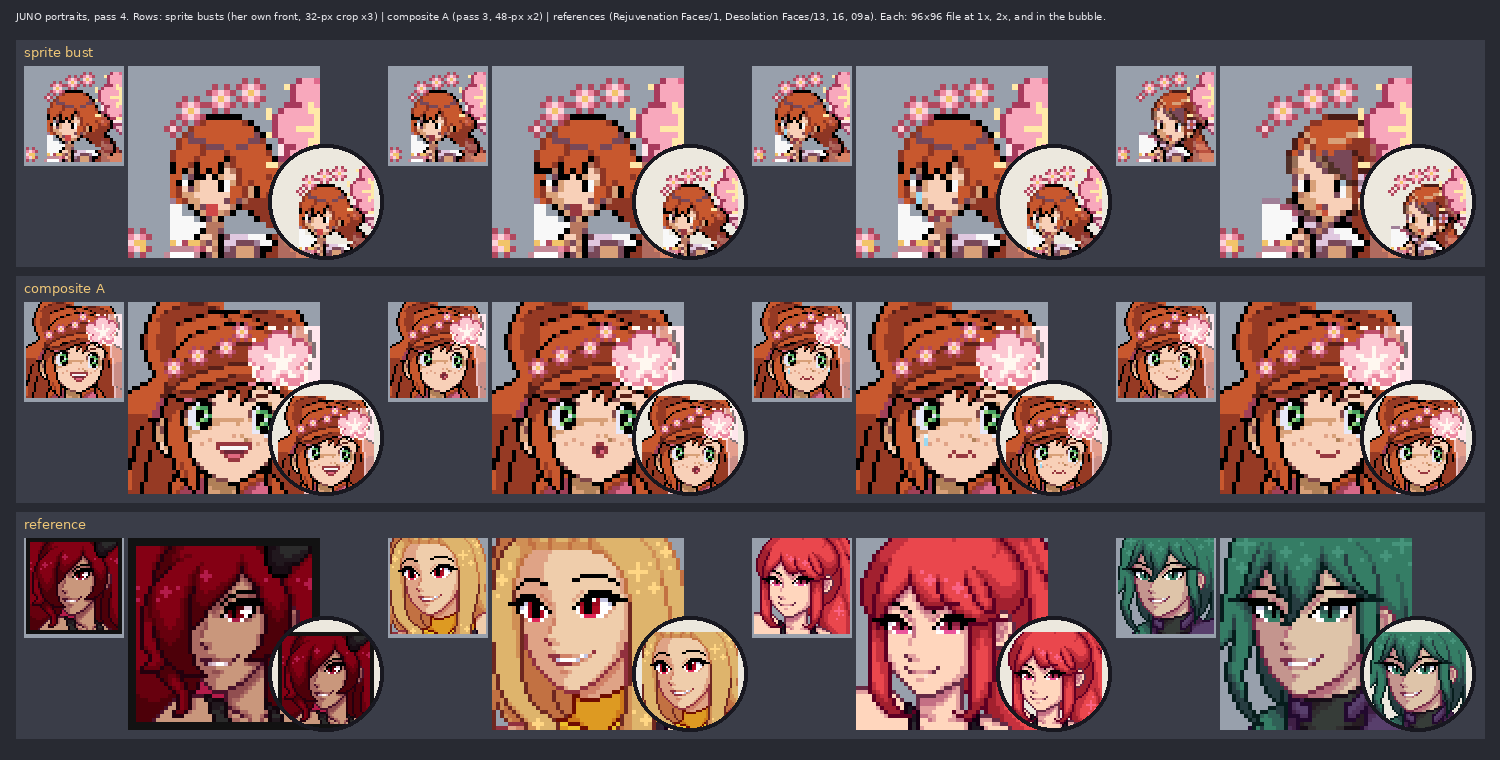 JUNO portraits, pass 4. Rows: sprite busts (her own front, 32-px crop x3) | composite A (pass 3, 48-px x2) | references (Rejuvenation Faces/1, Desolation Faces/13, 16, 09a). Each: 96x96 file at 1x, 2x, and in the bubble.
sprite bust
composite A
reference